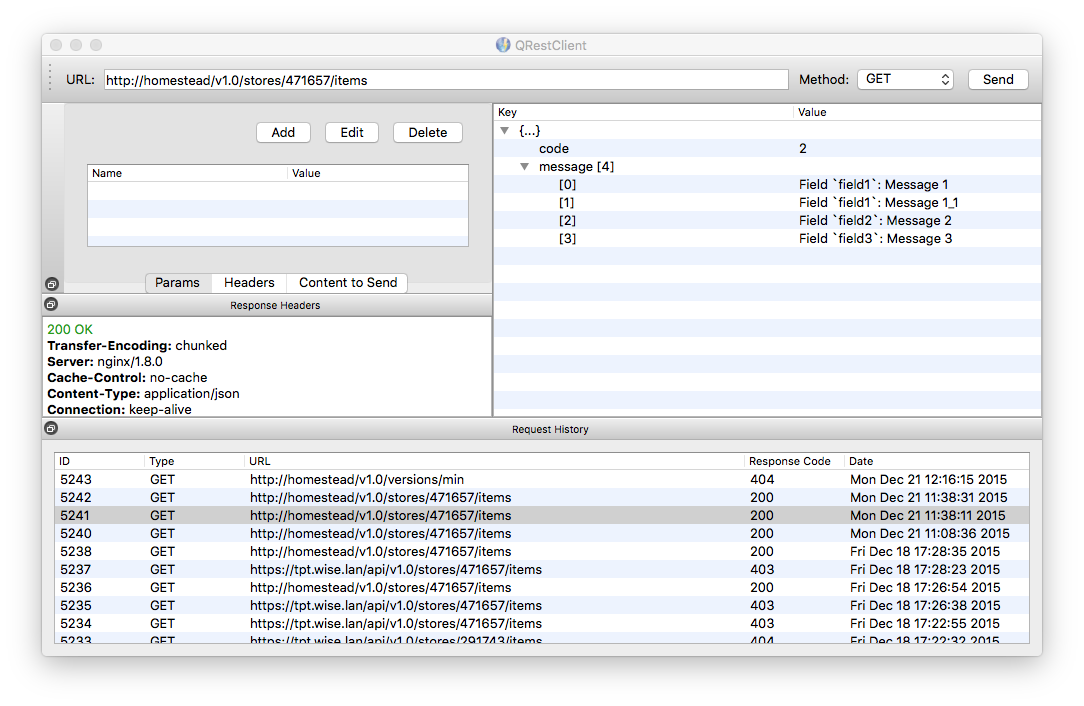 QRestClient
URL: http://homestead/v1.0/stores/471657/items Method: GET Send
Add Edit Delete
Name Value
Params Headers Content to Send
Response Headers
200 OK
Transfer-Encoding: chunked
Server: nginx/1.8.0
Cache-Control: no-cache
Content-Type: application/json
Connection: keep-alive
Key Value
{...}
code 2
message [4]
[0] Field `field1`: Message 1
[1] Field `field1`: Message 1_1
[2] Field `field2`: Message 2
[3] Field `field3`: Message 3
Request History
ID Type URL Response Code Date
5243 GET http://homestead/v1.0/versions/min 404 Mon Dec 21 12:16:15 2015
5242 GET http://homestead/v1.0/stores/471657/items 200 Mon Dec 21 11:38:31 2015
5241 GET http://homestead/v1.0/stores/471657/items 200 Mon Dec 21 11:38:11 2015
5240 GET http://homestead/v1.0/stores/471657/items 200 Mon Dec 21 11:08:36 2015
5238 GET http://homestead/v1.0/stores/471657/items 200 Fri Dec 18 17:28:35 2015
5237 GET https://tpt.wise.lan/api/v1.0/stores/471657/items 403 Fri Dec 18 17:28:23 2015
5236 GET http://homestead/v1.0/stores/471657/items 200 Fri Dec 18 17:26:54 2015
5235 GET https://tpt.wise.lan/api/v1.0/stores/471657/items 403 Fri Dec 18 17:26:38 2015
5234 GET https://tpt.wise.lan/api/v1.0/stores/471657/items 403 Fri Dec 18 17:22:55 2015
5233 GET https://tpt.wise.lan/api/v1.0/stores/291743/items 404 Fri Dec 18 17:22:32 2015